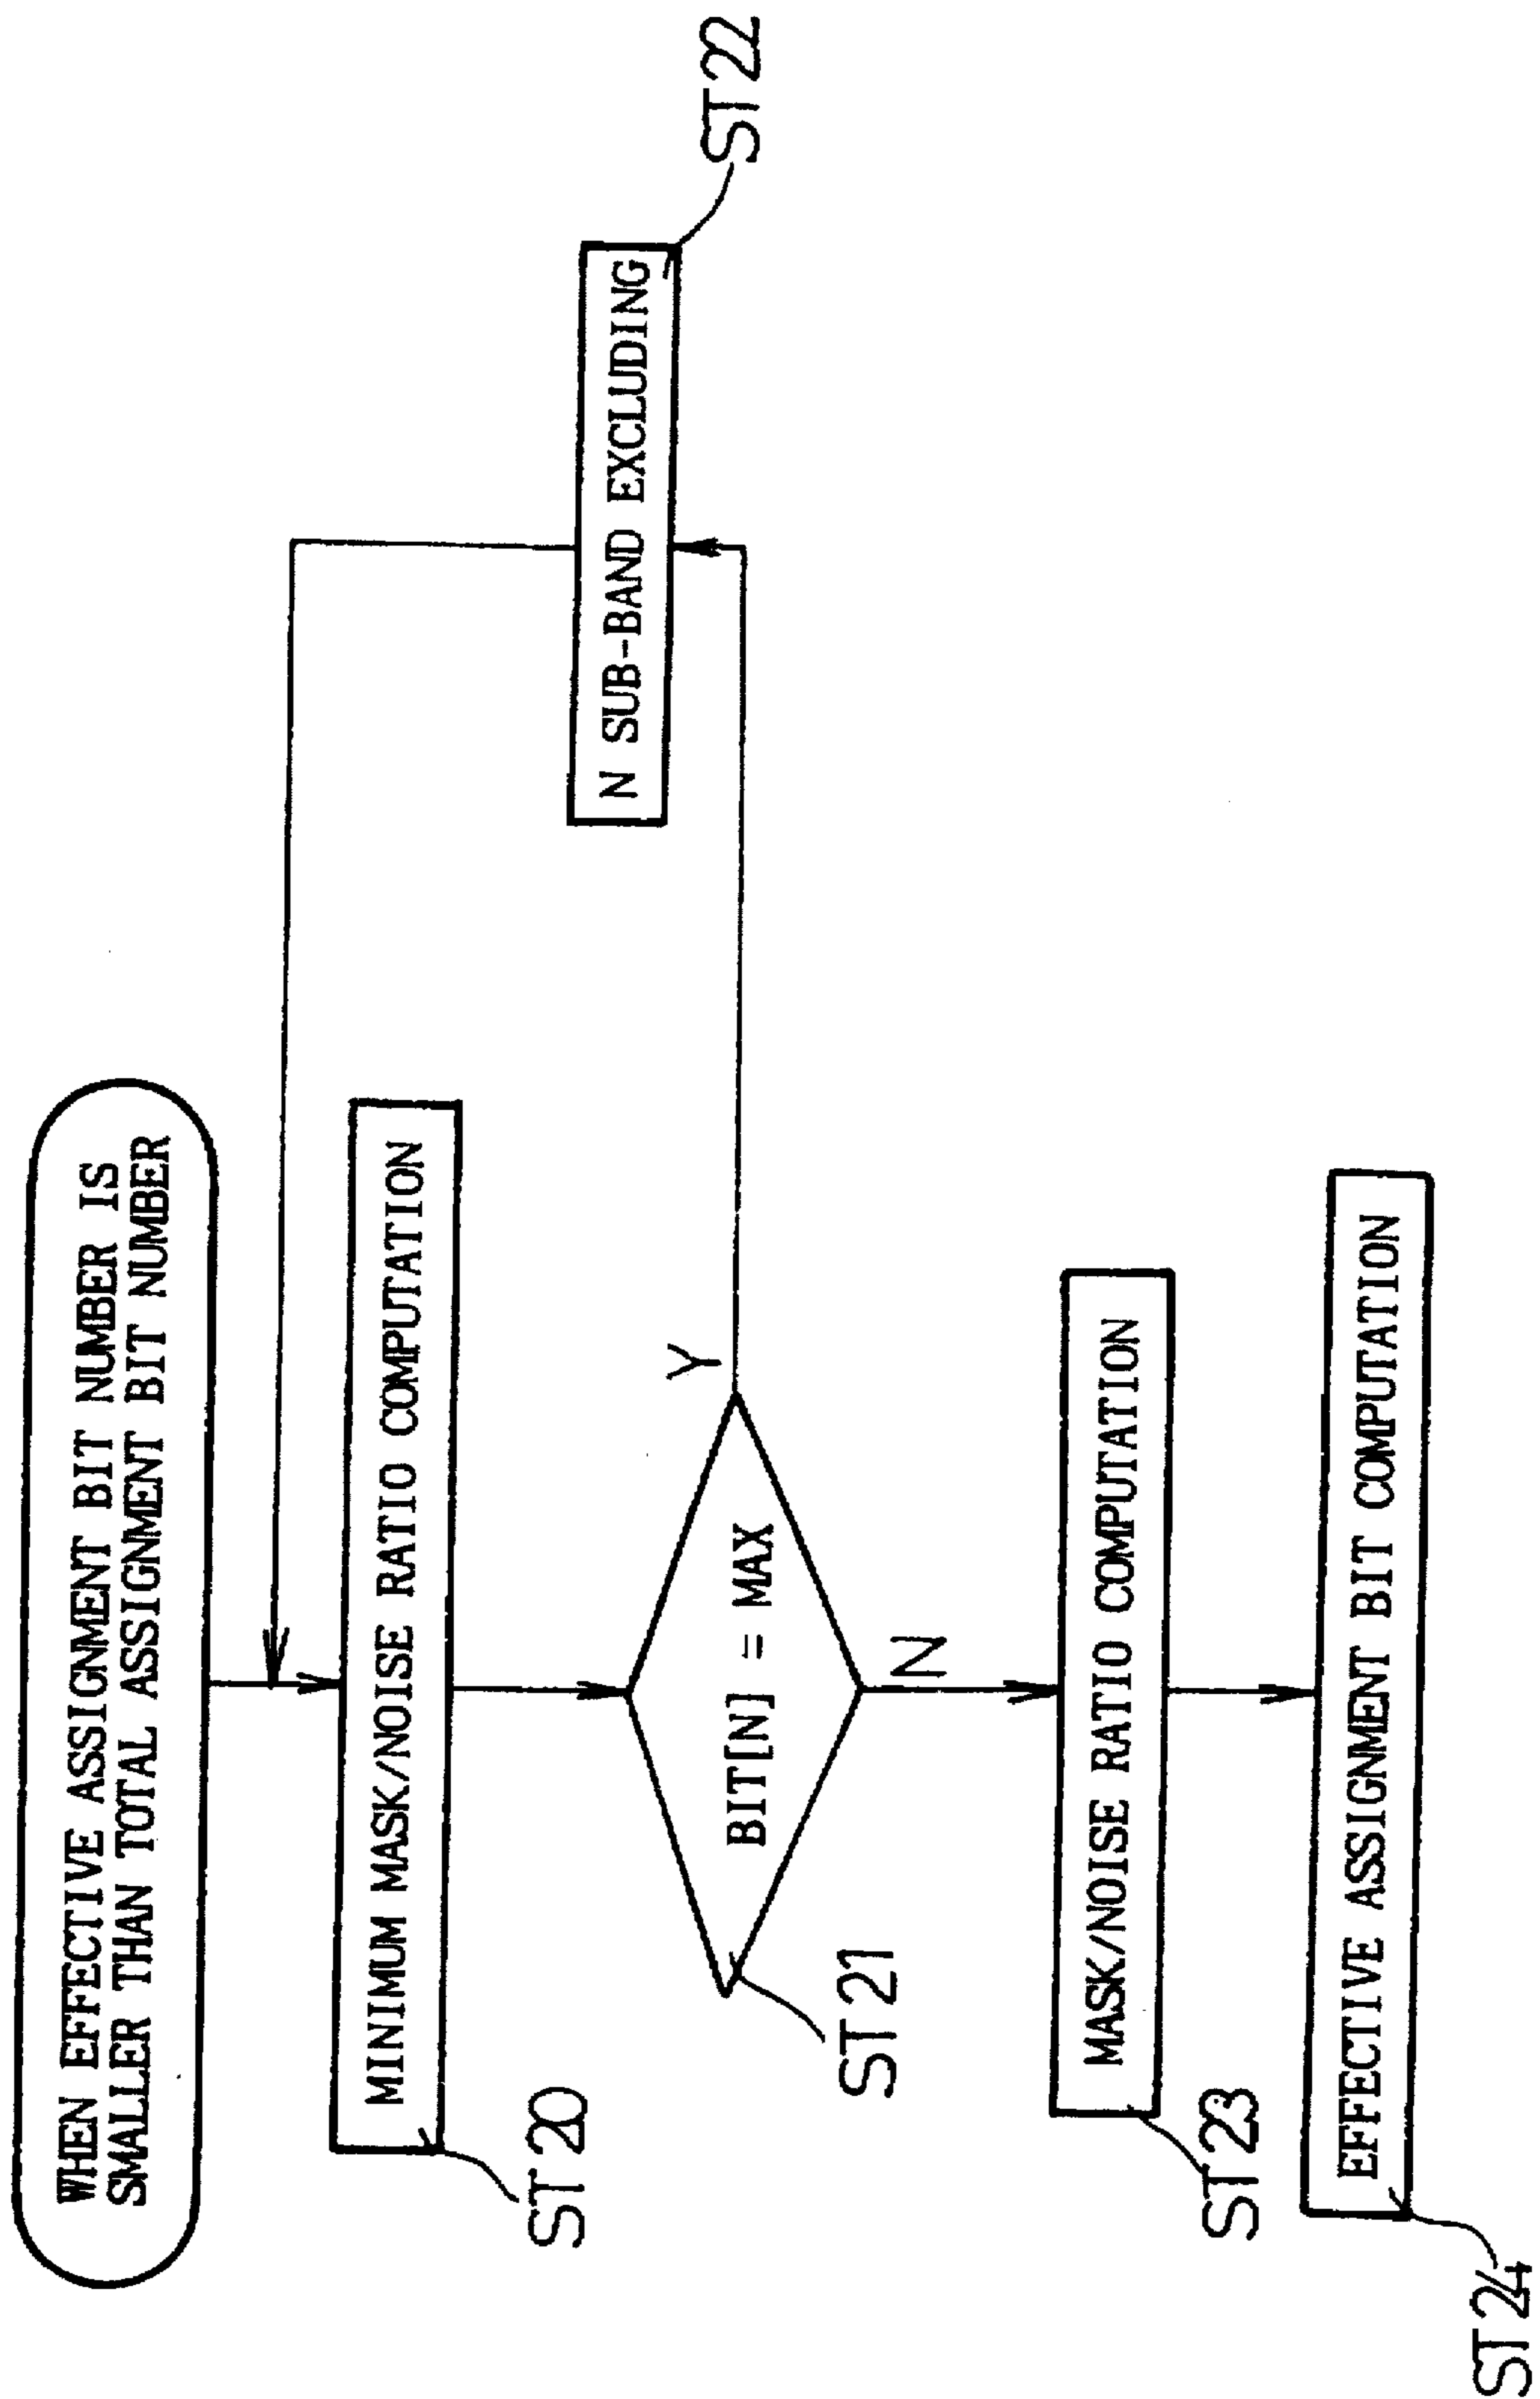 WHEN EFFECTIVE ASSIGNMENT BIT NUMBER IS
SMALLER THAN TOTAL ASSIGNMENT BIT NUMBER
MINIMUM MASK/NOISE RATIO COMPUTATION
ST20
BIT[N] = MAX
Y
ST21
N
N SUB-BAND EXCLUDING
ST22
MASK/NOISE RATIO COMPUTATION
ST23
EFFECTIVE ASSIGNMENT BIT COMPUTATION
ST24